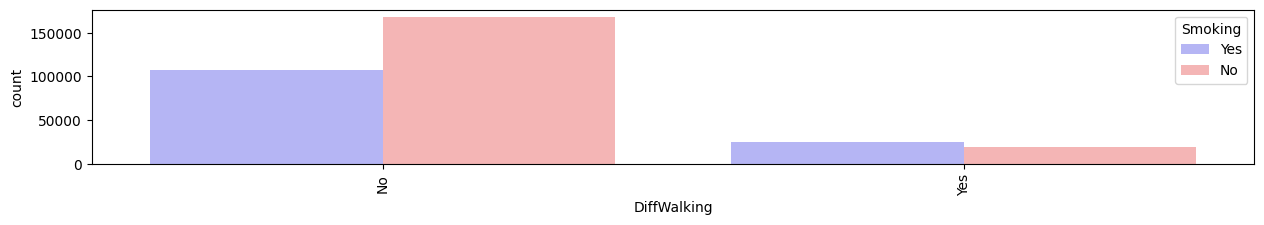 150000
100000
50000
0
count
Smoking
Yes
No
No
Yes
DiffWalking